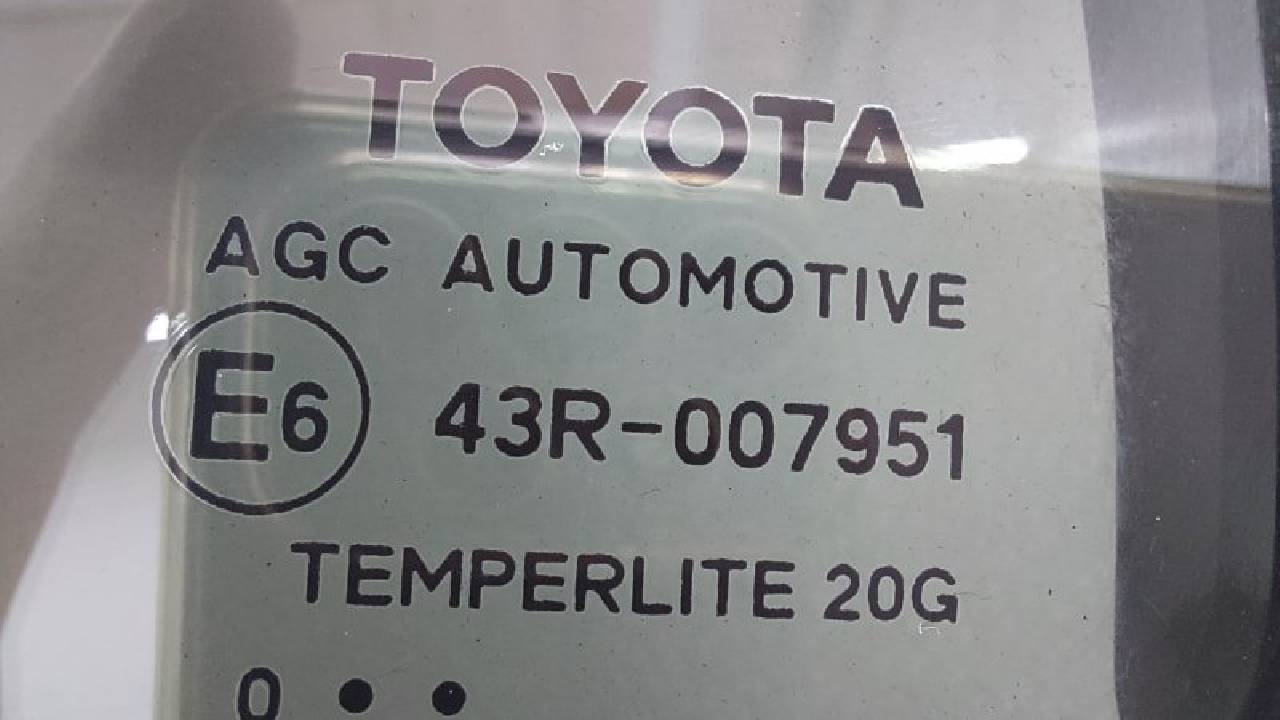 TOYOTA
AGC AUTOMOTIVE
E6 43R-007951
TEMPERLITE 20G
0 ● ●